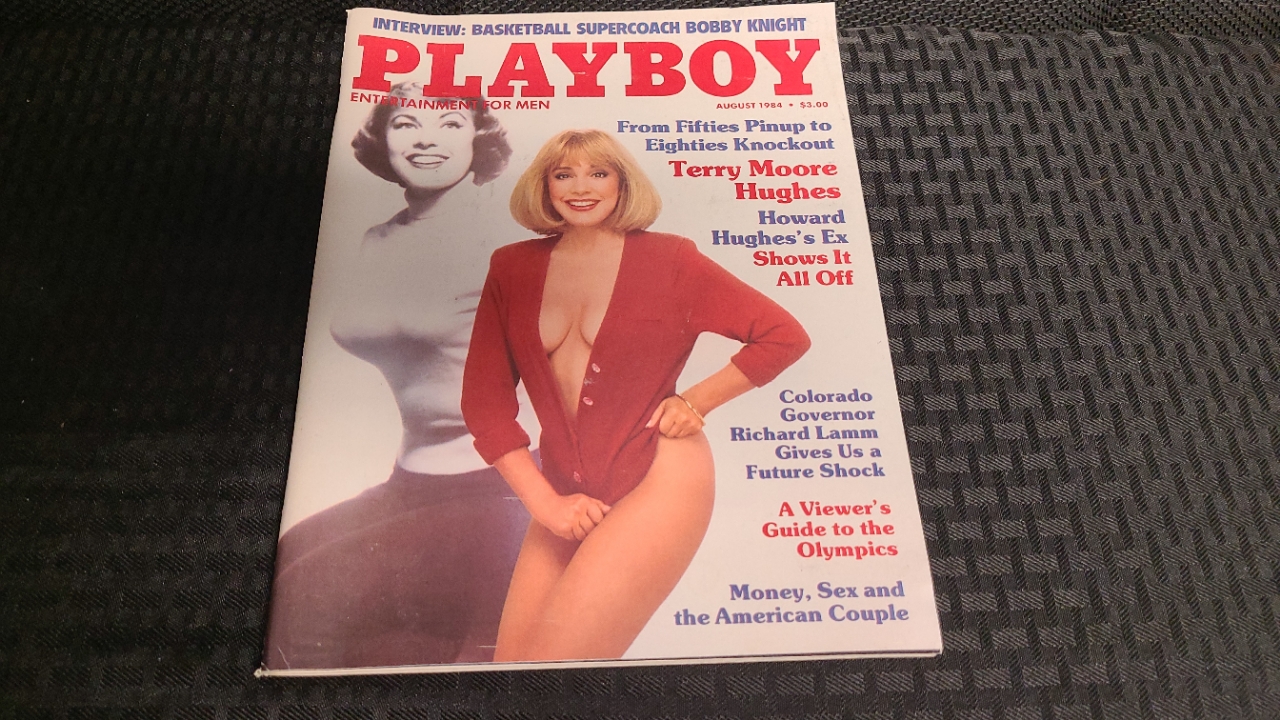 INTERVIEW: BASKETBALL SUPERCOACH BOBBY KNIGHT
PLAYBOY
ENTERTAINMENT FOR MEN
AUGUST 1984 • $3.00
From Fifties Pinup to
Eighties Knockout
Terry Moore
Hughes
Howard
Hughes's Ex
Shows It
All Off
Colorado
Governor
Richard Lamm
Gives Us a
Future Shock
A Viewer's
Guide to the
Olympics
Money, Sex and
the American Couple